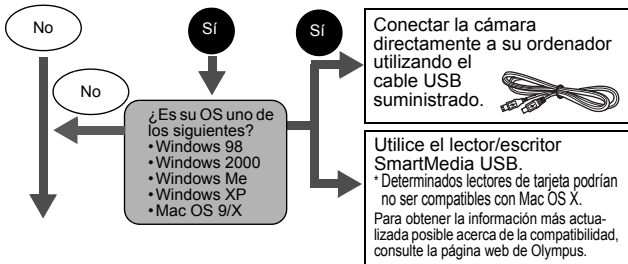 No
Sí
Sí
No
¿Es su OS uno de
los siguientes?
•Windows 98
•Windows 2000
•Windows Me
•Windows XP
•Mac OS 9/X
Conectar la cámara
directamente a su ordenador
utilizando el
cable USB
suministrado.
Utilice el lector/escritor
SmartMedia USB.
* Determinados lectores de tarjeta podrían
no ser compatibles con Mac OS X.
Para obtener la información más actua-
lizada posible acerca de la compatibilidad,
consulte la página web de Olympus.